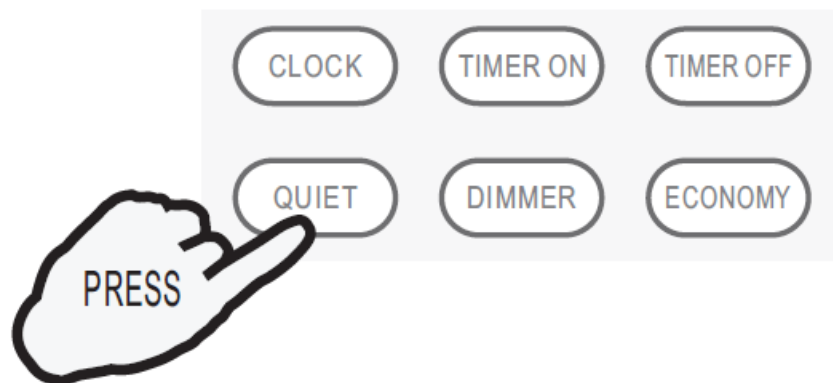 CLOCK TIMER ON TIMER OFF
QUIET DIMMER ECONOMY
PRESS